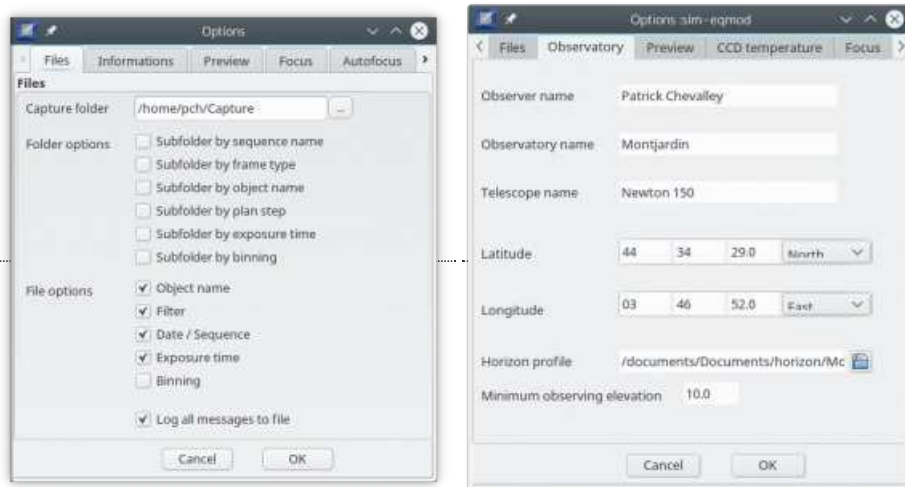 Options
Files Informations Preview Focus Autofocus
Files
Capture folder /home/pch/Capture ...
Folder options Subfolder by sequence name
Subfolder by frame type
Subfolder by object name
Subfolder by plan step
Subfolder by exposure time
Subfolder by binning
File options Object name
Filter
Date / Sequence
Exposure time
Binning
Log all messages to file
Cancel OK
Options :sim-eqmod
Files Observatory Preview CCD temperature Focus
Observer name Patrick Chevalley
Observatory name Montjardin
Telescope name Newton 150
Latitude 44 34 29.0 North
Longitude 03 46 52.0 East
Horizon profile /documents/Documents/horizon/Mc
Minimum observing elevation 10.0
Cancel OK